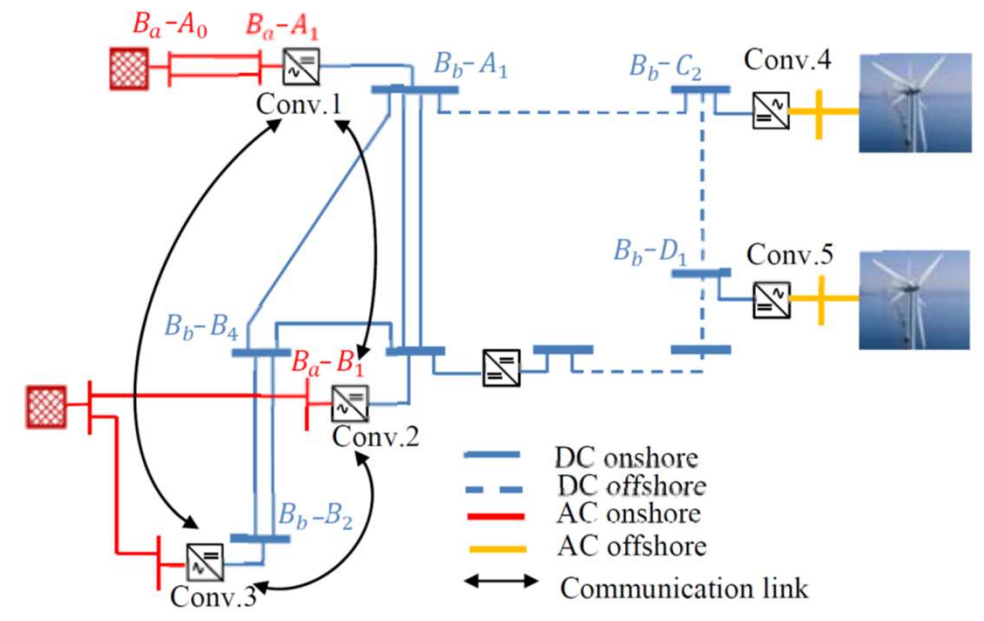 Ba-A0
Ba-A1
Conv.1
Bb-A1
Bb-C2
Conv.4
Bb-D1
Conv.5
Bb-B4
Ba-B1
Conv.2
Bb-B2
Conv.3
DC onshore
DC offshore
AC onshore
AC offshore
Communication link